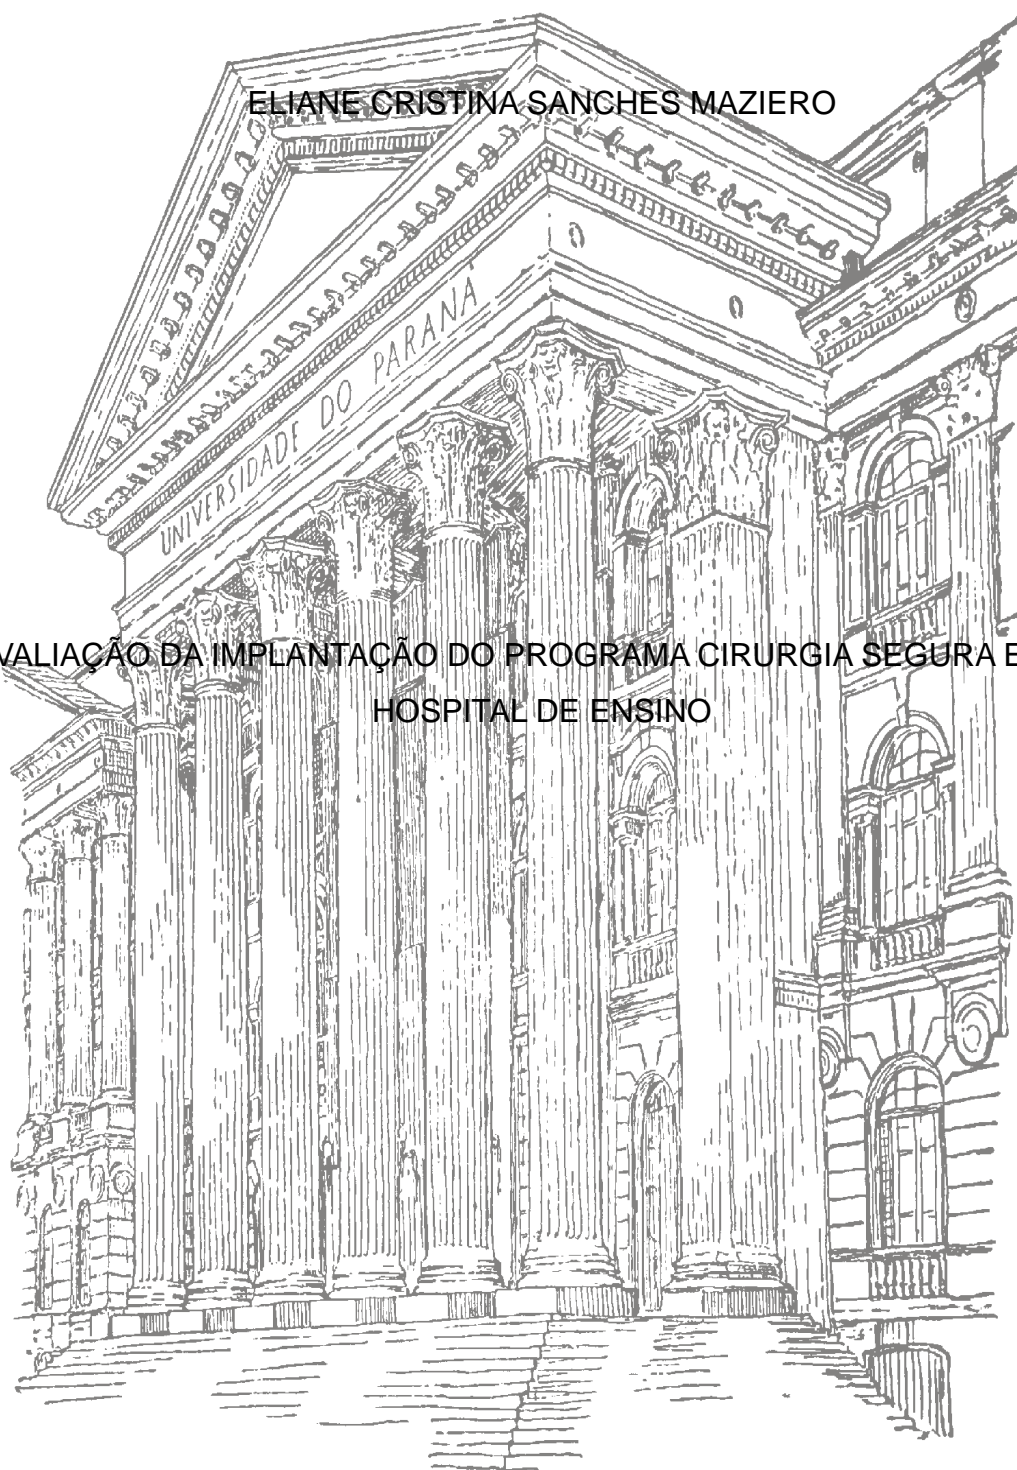 ELIANE CRISTINA SANCHES MAZIERO
UNIVERSIDADE DO PARANÁ
VALIAÇÃO DA IMPLANTAÇÃO DO PROGRAMA CIRURGIA SEGURA E
HOSPITAL DE ENSINO